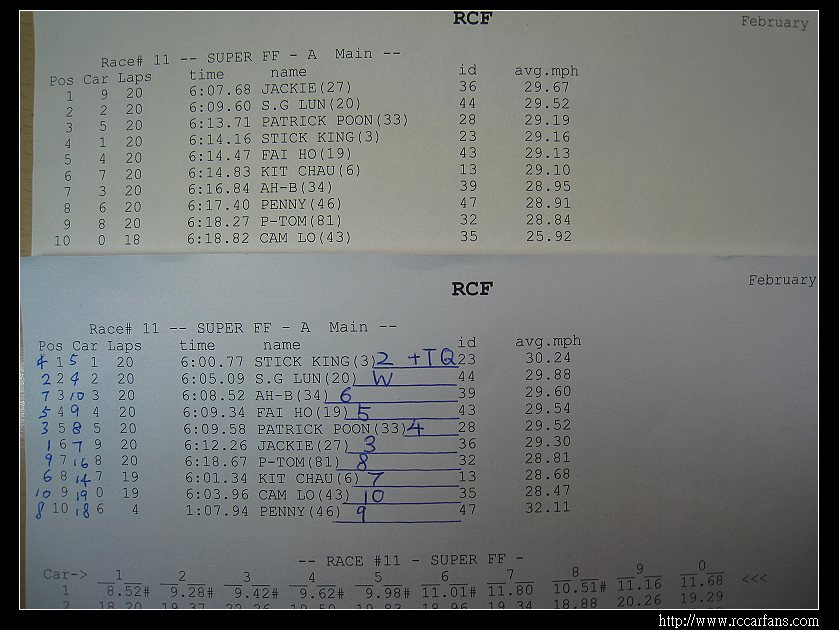 RCF
February
Race# 11 -- SUPER FF - A Main --
Pos Car Laps time name id avg.mph
1 9 20 6:07.68 JACKIE(27) 36 29.67
2 2 20 6:09.60 S.G LUN(20) 44 29.52
3 5 20 6:13.71 PATRICK POON(33) 28 29.19
4 1 20 6:14.16 STICK KING(3) 23 29.16
5 4 20 6:14.47 FAI HO(19) 43 29.13
6 7 20 6:14.83 KIT CHAU(6) 13 29.10
7 3 20 6:16.84 AH-B(34) 39 28.95
8 6 20 6:17.40 PENNY(46) 47 28.91
9 8 20 6:18.27 P-TOM(81) 32 28.84
10 0 18 6:18.82 CAM LO(43) 35 25.92
RCF
February
Race# 11 -- SUPER FF - A Main --
Pos Car Laps time name id avg.mph
4 1 5 1 20 6:00.77 STICK KING(3) 2 +TQ 23 30.24
2 2 4 2 20 6:05.09 S.G LUN(20) W 44 29.88
7 3 10 3 20 6:08.52 AH-B(34) 6 39 29.60
5 4 9 4 20 6:09.34 FAI HO(19) 5 43 29.54
3 5 8 5 20 6:09.58 PATRICK POON(33) 4 28 29.52
1 6 7 9 20 6:12.26 JACKIE(27) 3 36 29.30
9 7 16 8 20 6:18.67 P-TOM(81) 8 32 28.81
6 8 14 7 19 6:01.34 KIT CHAU(6) 7 13 28.68
10 9 19 0 19 6:03.96 CAM LO(43) 10 35 28.47
8 10 18 6 4 1:07.94 PENNY(46) 9 47 32.11
-- RACE #11 - SUPER FF -
Car-> 1 2 3 4 5 6 7 8 9 0
1 8.52# 9.28# 9.42# 9.62# 9.98# 11.01# 11.80 10.51# 11.16 11.68 <<<
18.88 20.26 19.29
http://www.rccarfans.com